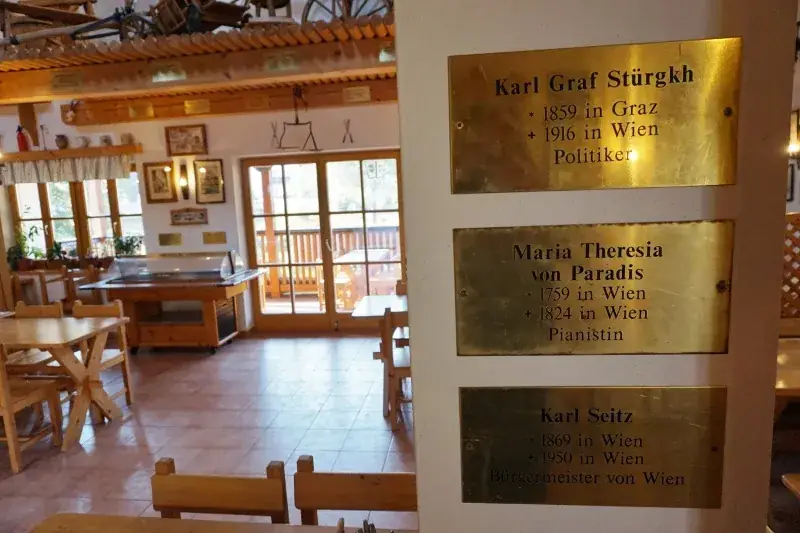 Karl Graf Stürgkh
* 1859 in Graz
+ 1916 in Wien
Politiker
Maria Theresia
von Paradis
* 1759 in Wien
+ 1824 in Wien
Pianistin
Karl Seitz
* 1869 in Wien
+ 1950 in Wien
Bürgermeister von Wien